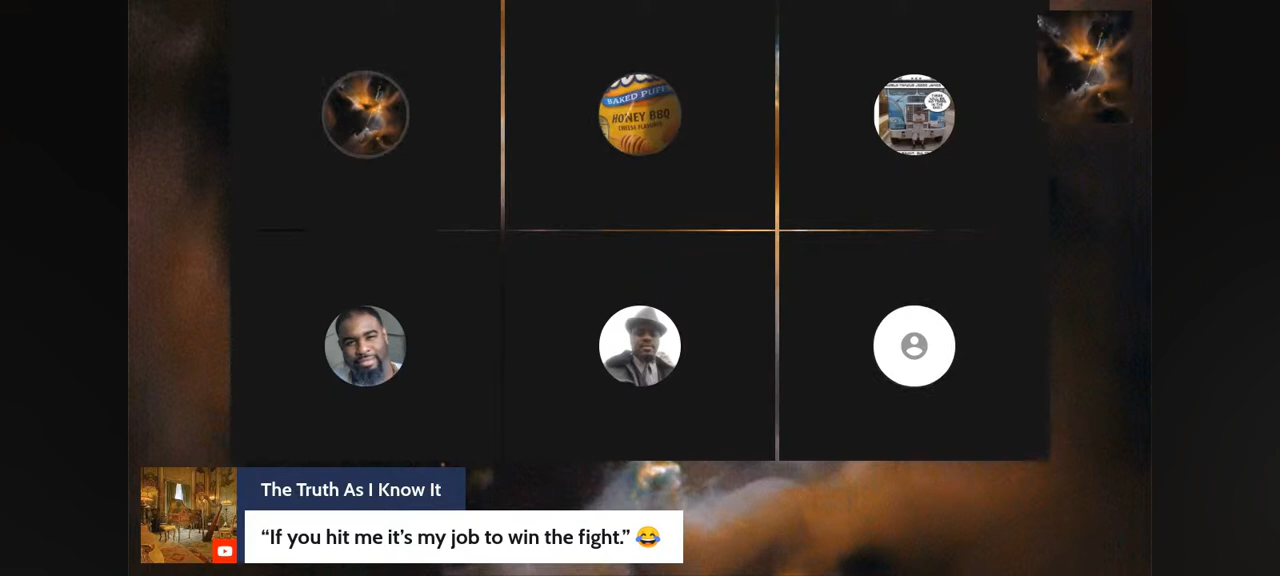 BAKED PUFFS
HONEY BBQ
CHEESE FLAVORED
The Truth As I Know It
“If you hit me it’s my job to win the fight.” 😂